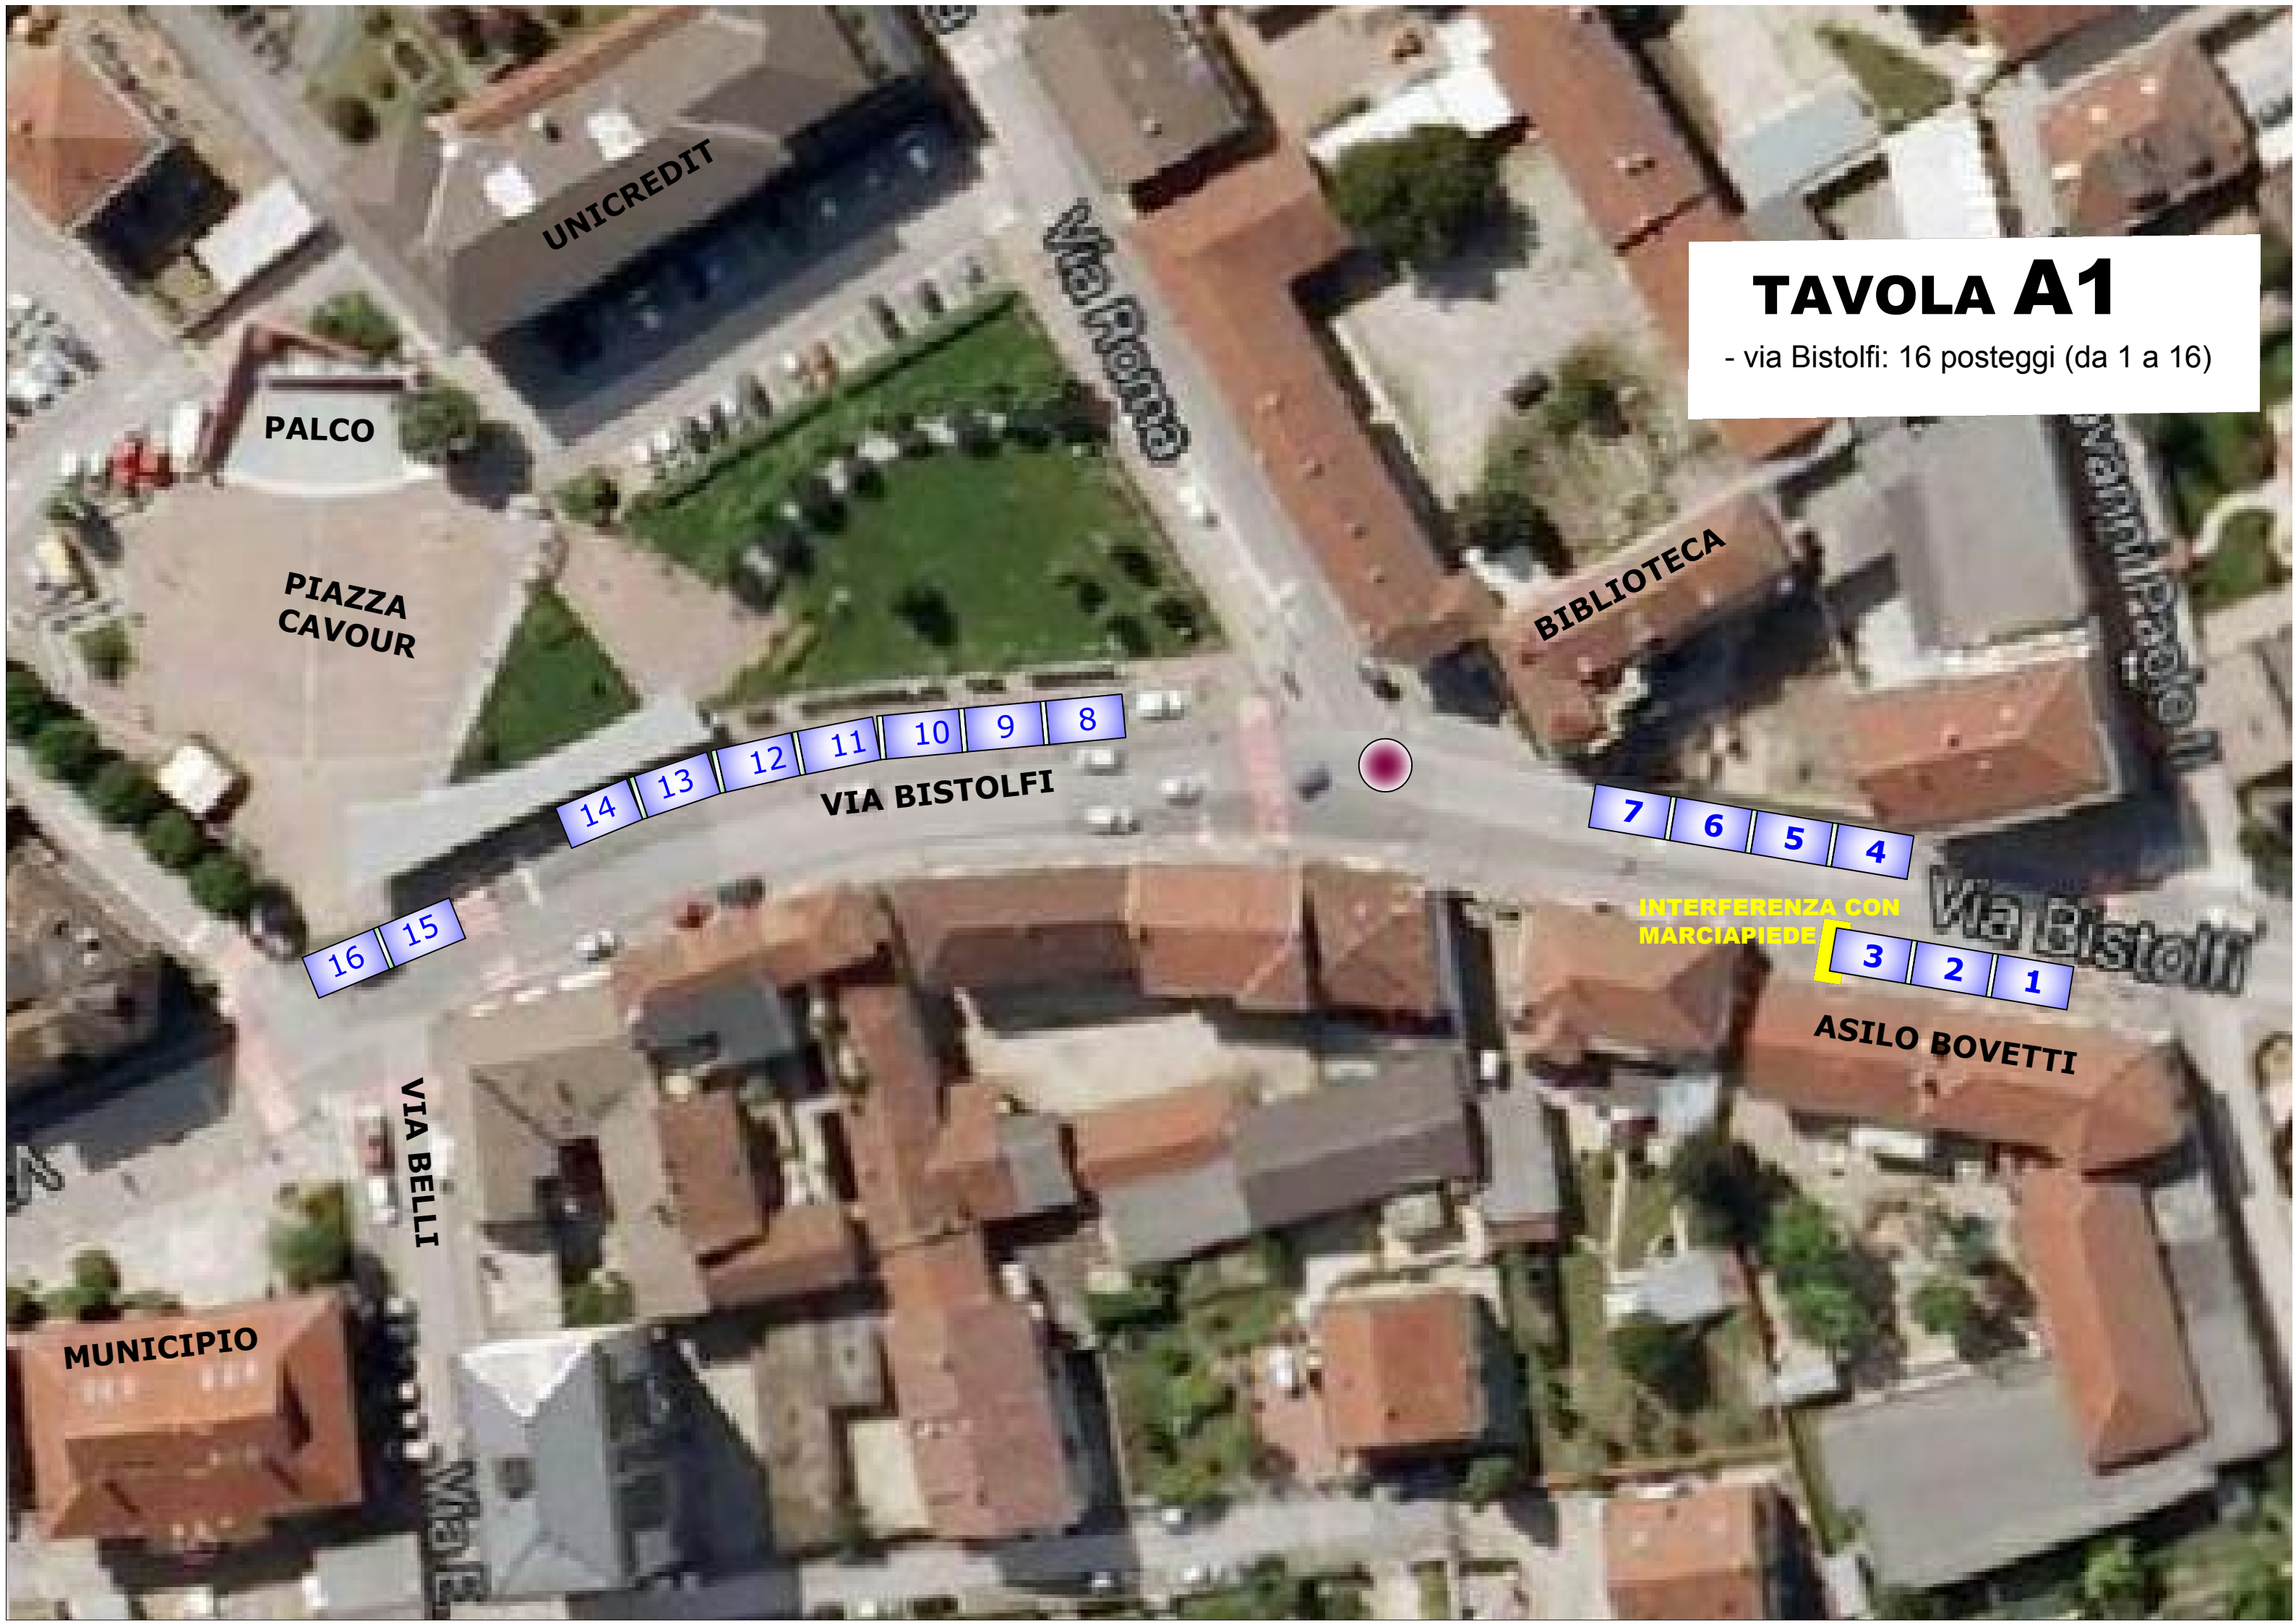 UNICREDIT
Via Roma
TAVOLA A1
- via Bistolfi: 16 posteggi (da 1 a 16)
PALCO
PIAZZA
CAVOUR
BIBLIOTECA
14
13
12
11
10
9
8
VIA BISTOLFI
7
6
5
4
16
15
INTERFERENZA CON
MARCIAPIEDE
3
2
1
Via Bistolfi
ASILO BOVETTI
VIA BELLI
MUNICIPIO